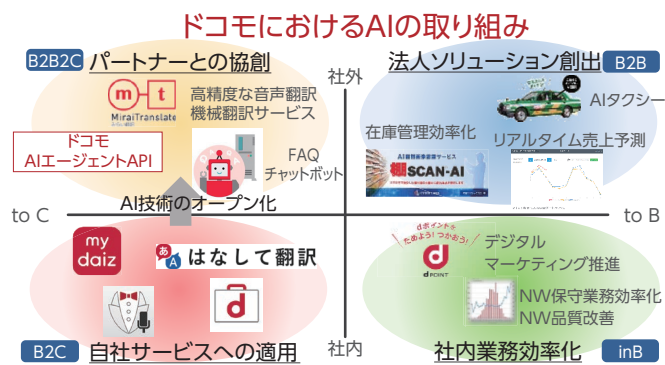 ドコモにおけるAIの取り組み
B2B2C パートナーとの協創
社外
法人ソリューション創出 B2B
m t
MiraiTranslate
高精度な音声翻訳
機械翻訳サービス
AIタクシー
ドコモ
AIエージェントAPI
FAQ
チャットボット
在庫管理効率化
リアルタイム売上予測
棚SCAN-AI
AI技術のオープン化
to C
to B
my
daiz
あ A はなして翻訳
dポイントを
ためよう!つかおう!
d
d POINT
デジタル
マーケティング推進
d
NW保守業務効率化
NW品質改善
B2C 自社サービスへの適用
社内
社内業務効率化 inB